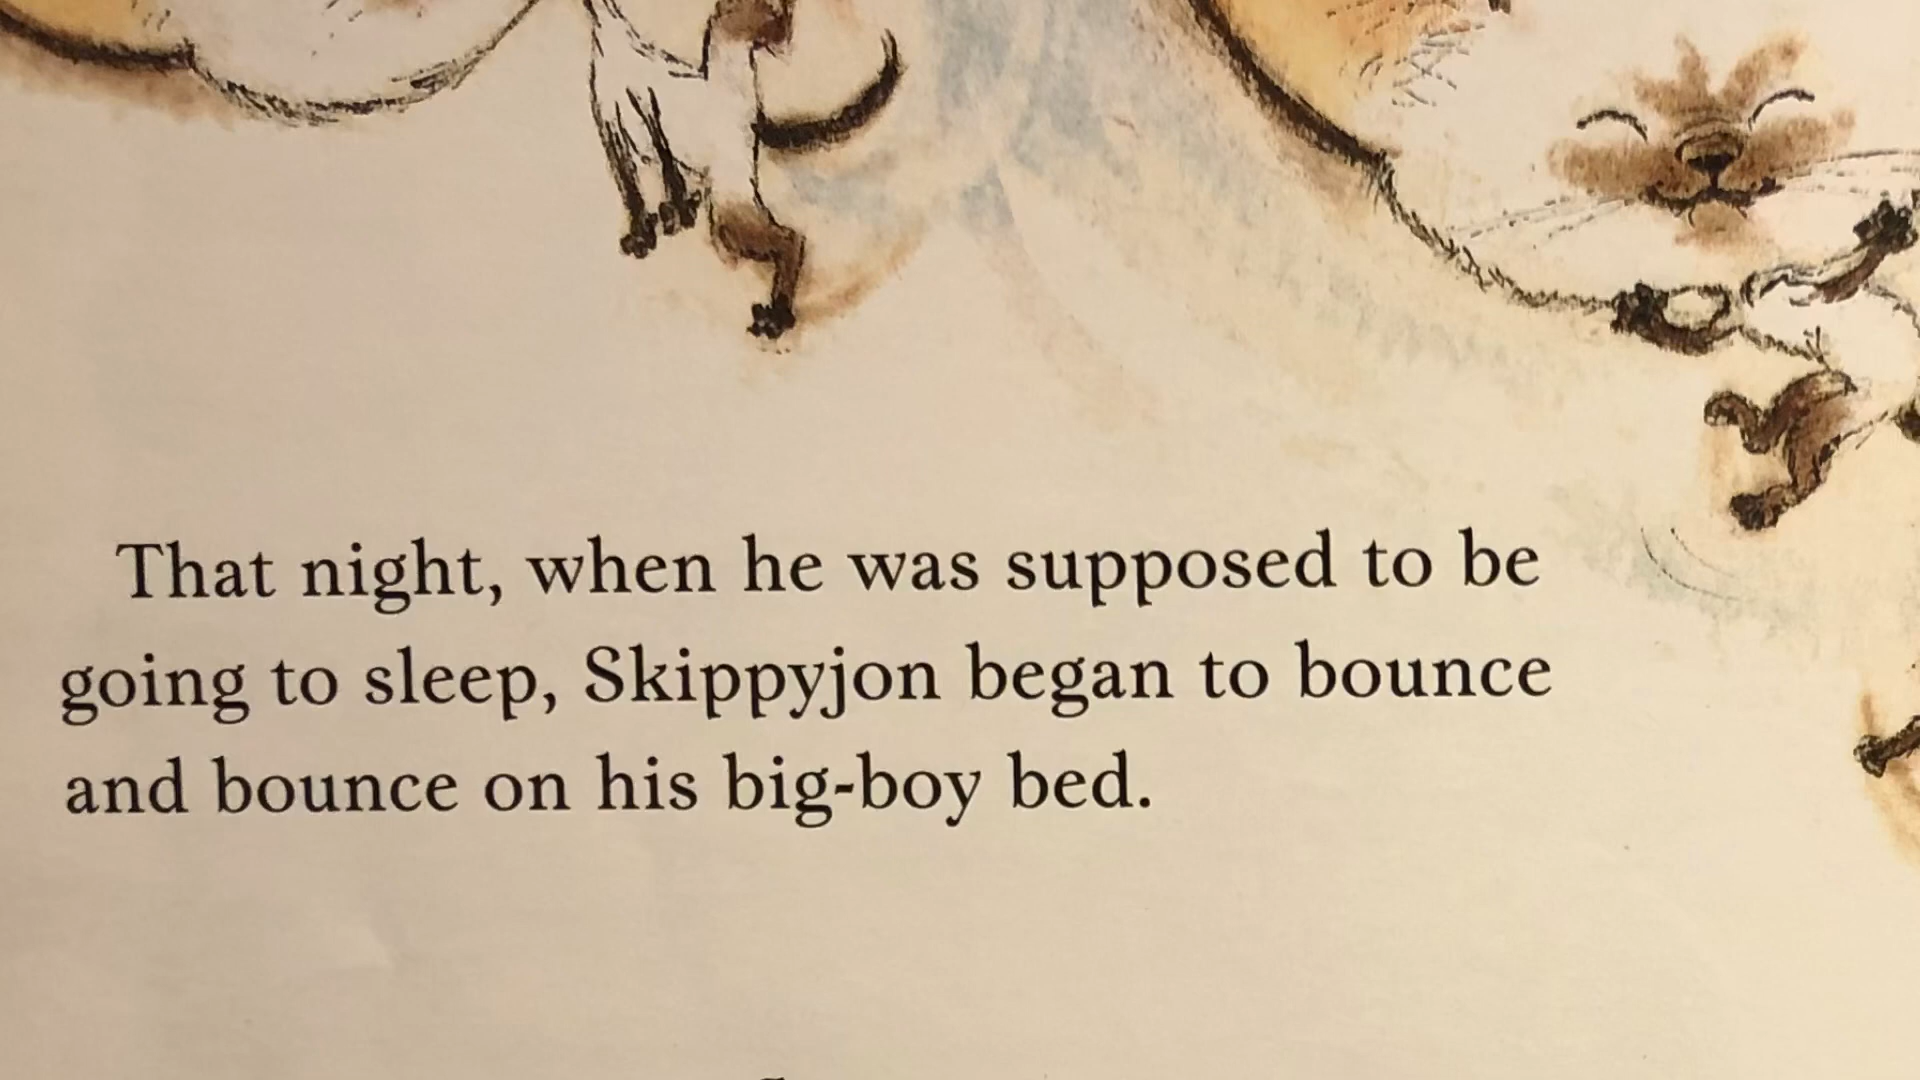 That night, when he was supposed to be
going to sleep, Skippyjon began to bounce
and bounce on his big-boy bed.